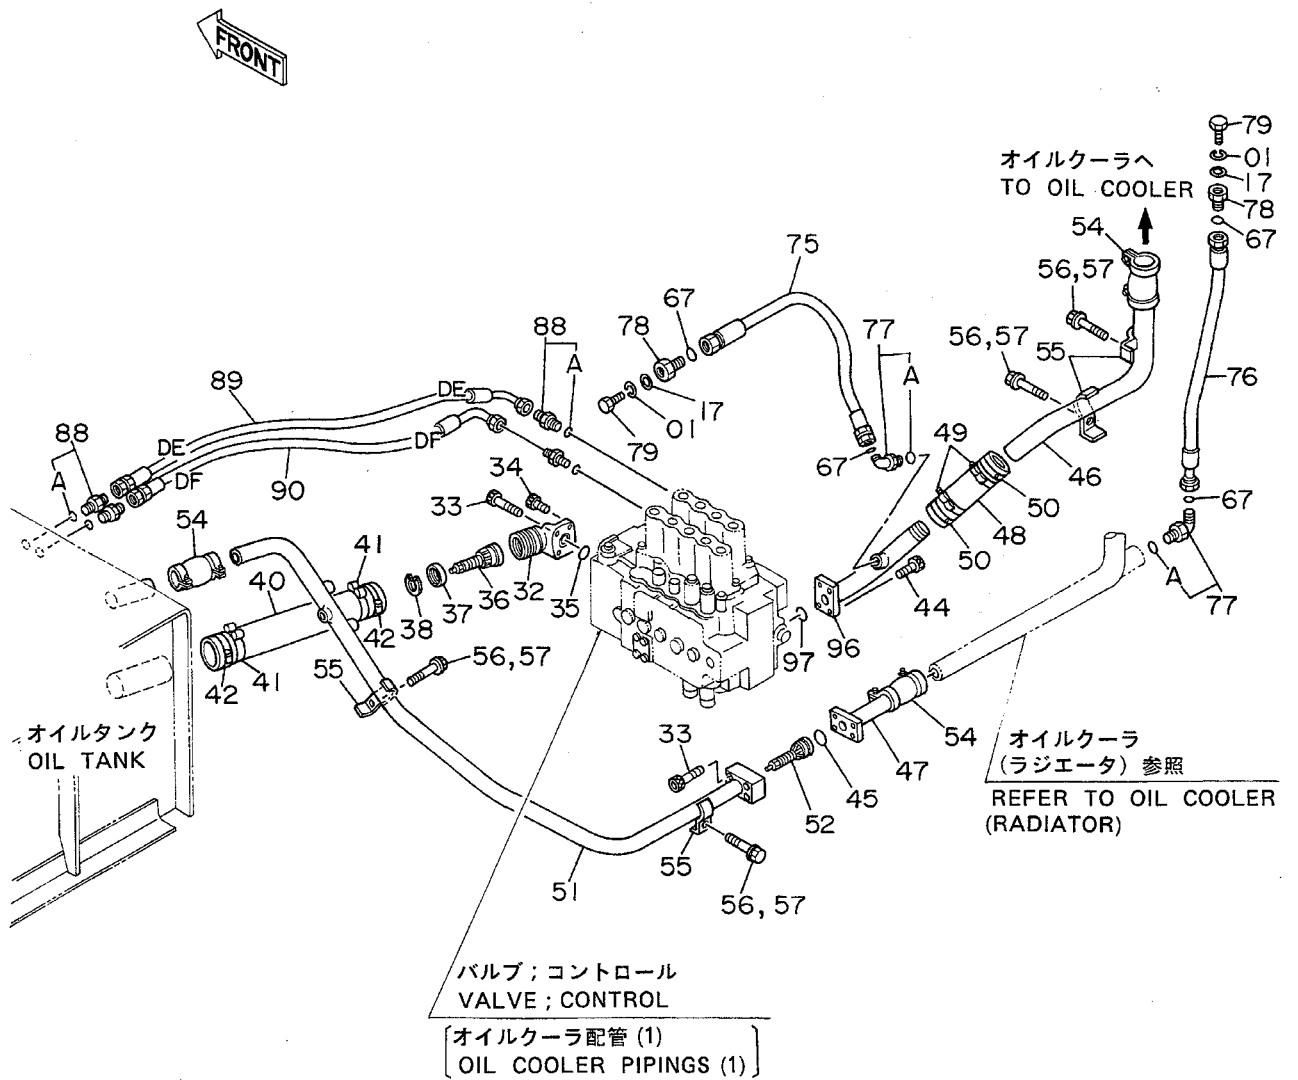 FRONT
79
オイルクーラへ
01
TO OIL COOLER
17
78
54
67
75
56,57
67
88
78
77
56,57
55
A
A
89
76
DE
17
01
88
79
49
46
DE
DF
67
A
DF
34
90
33
50
67
54
48
41
50
40
32
36
35
A
37
44
77
38
42
96
97
56,57
41
55
42
オイルタンク
33
54
オイルクーラ
OIL TANK
47
(ラジエータ) 参照
45
REFER TO OIL COOLER
52
(RADIATOR)
55
51
56,57
バルブ ; コントロール
VALVE ; CONTROL
オイルクーラ配管 (1)
OIL COOLER PIPINGS (1)